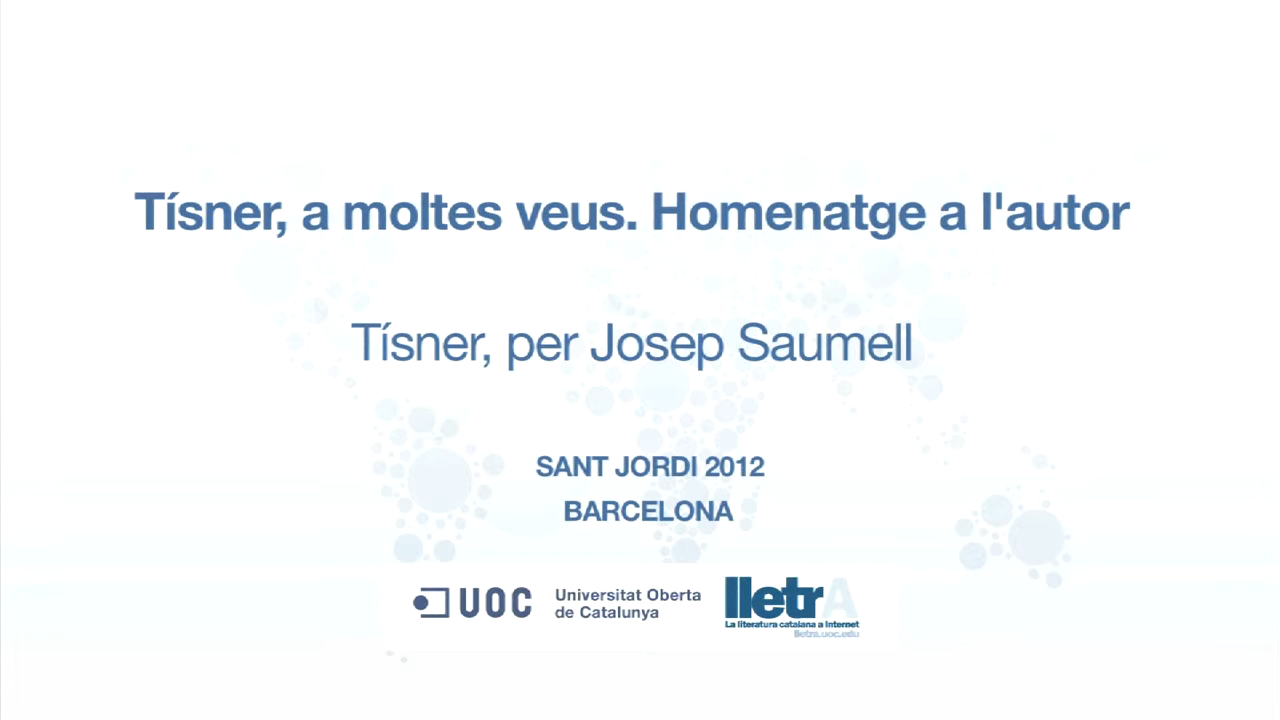 Tísner, a moltes veus. Homenatge a l'autor
Tísner, per Josep Saumell
SANT JORDI 2012
BARCELONA
UOC
Universitat Oberta
de Catalunya
lletrA
La literatura catalana a Internet
lletra.uoc.edu